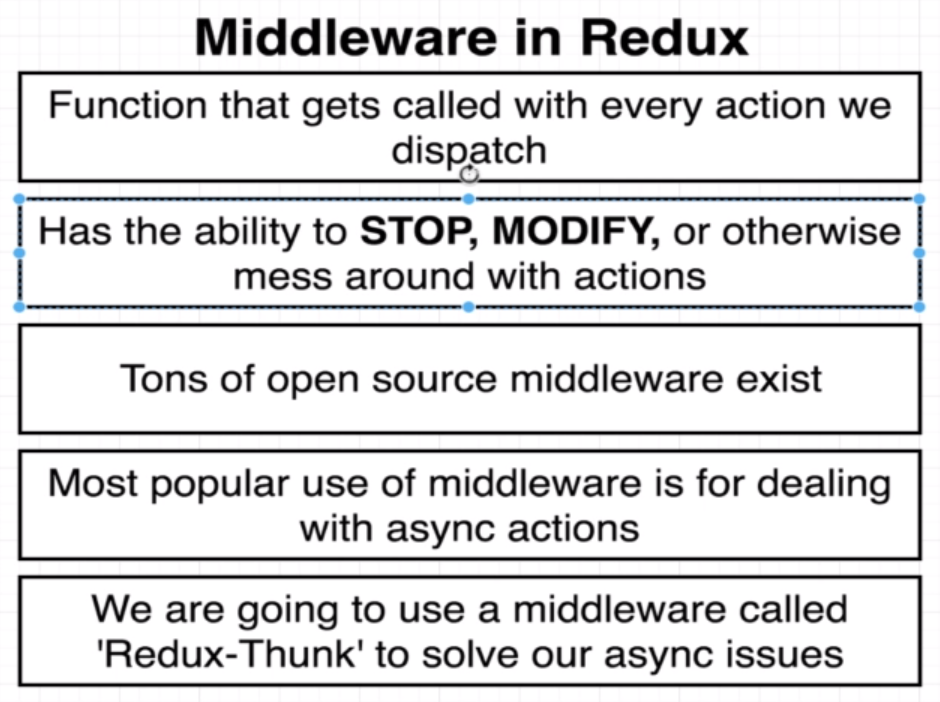 Middleware in Redux
Function that gets called with every action we
dispatch
Has the ability to STOP, MODIFY, or otherwise
mess around with actions
Tons of open source middleware exist
Most popular use of middleware is for dealing
with async actions
We are going to use a middleware called
'Redux-Thunk' to solve our async issues